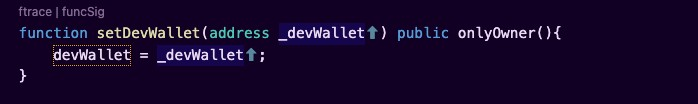 ftrace | funcSig
function setDevWallet(address _devWallet⬆) public onlyOwner(){
    devWallet = _devWallet⬆;
}